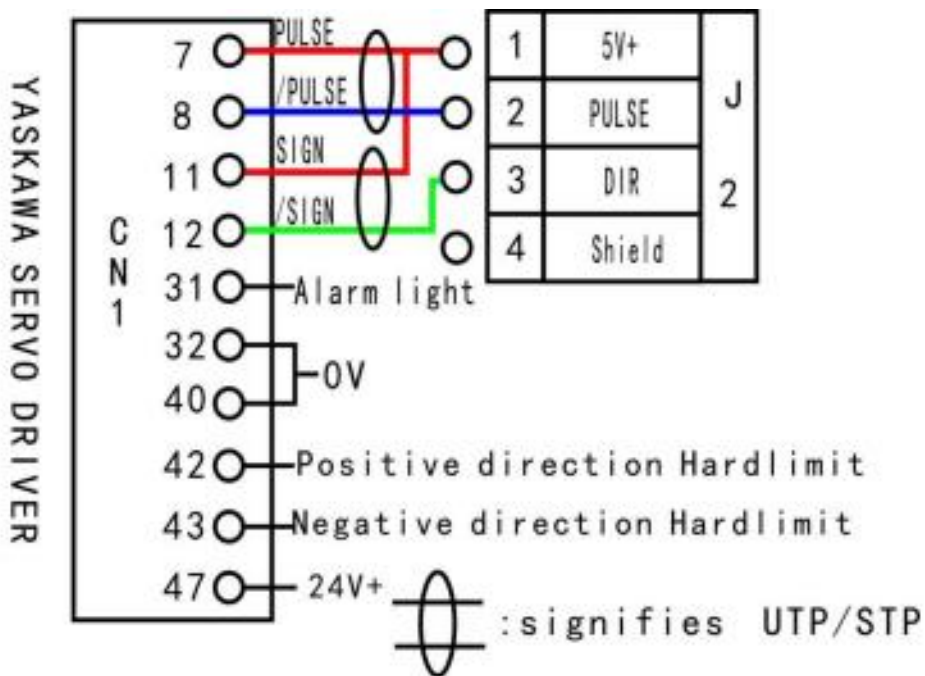 YASKAWA SERVO DRIVER
CN1
7 PULSE
8 /PULSE
11 SIGN
12 /SIGN
31 Alarm light
32
40
0V
42 Positive direction Hardlimit
43 Negative direction Hardlimit
47 24V+
1 5V+
2 PULSE
3 DIR
4 Shield
J2
:signifies UTP/STP